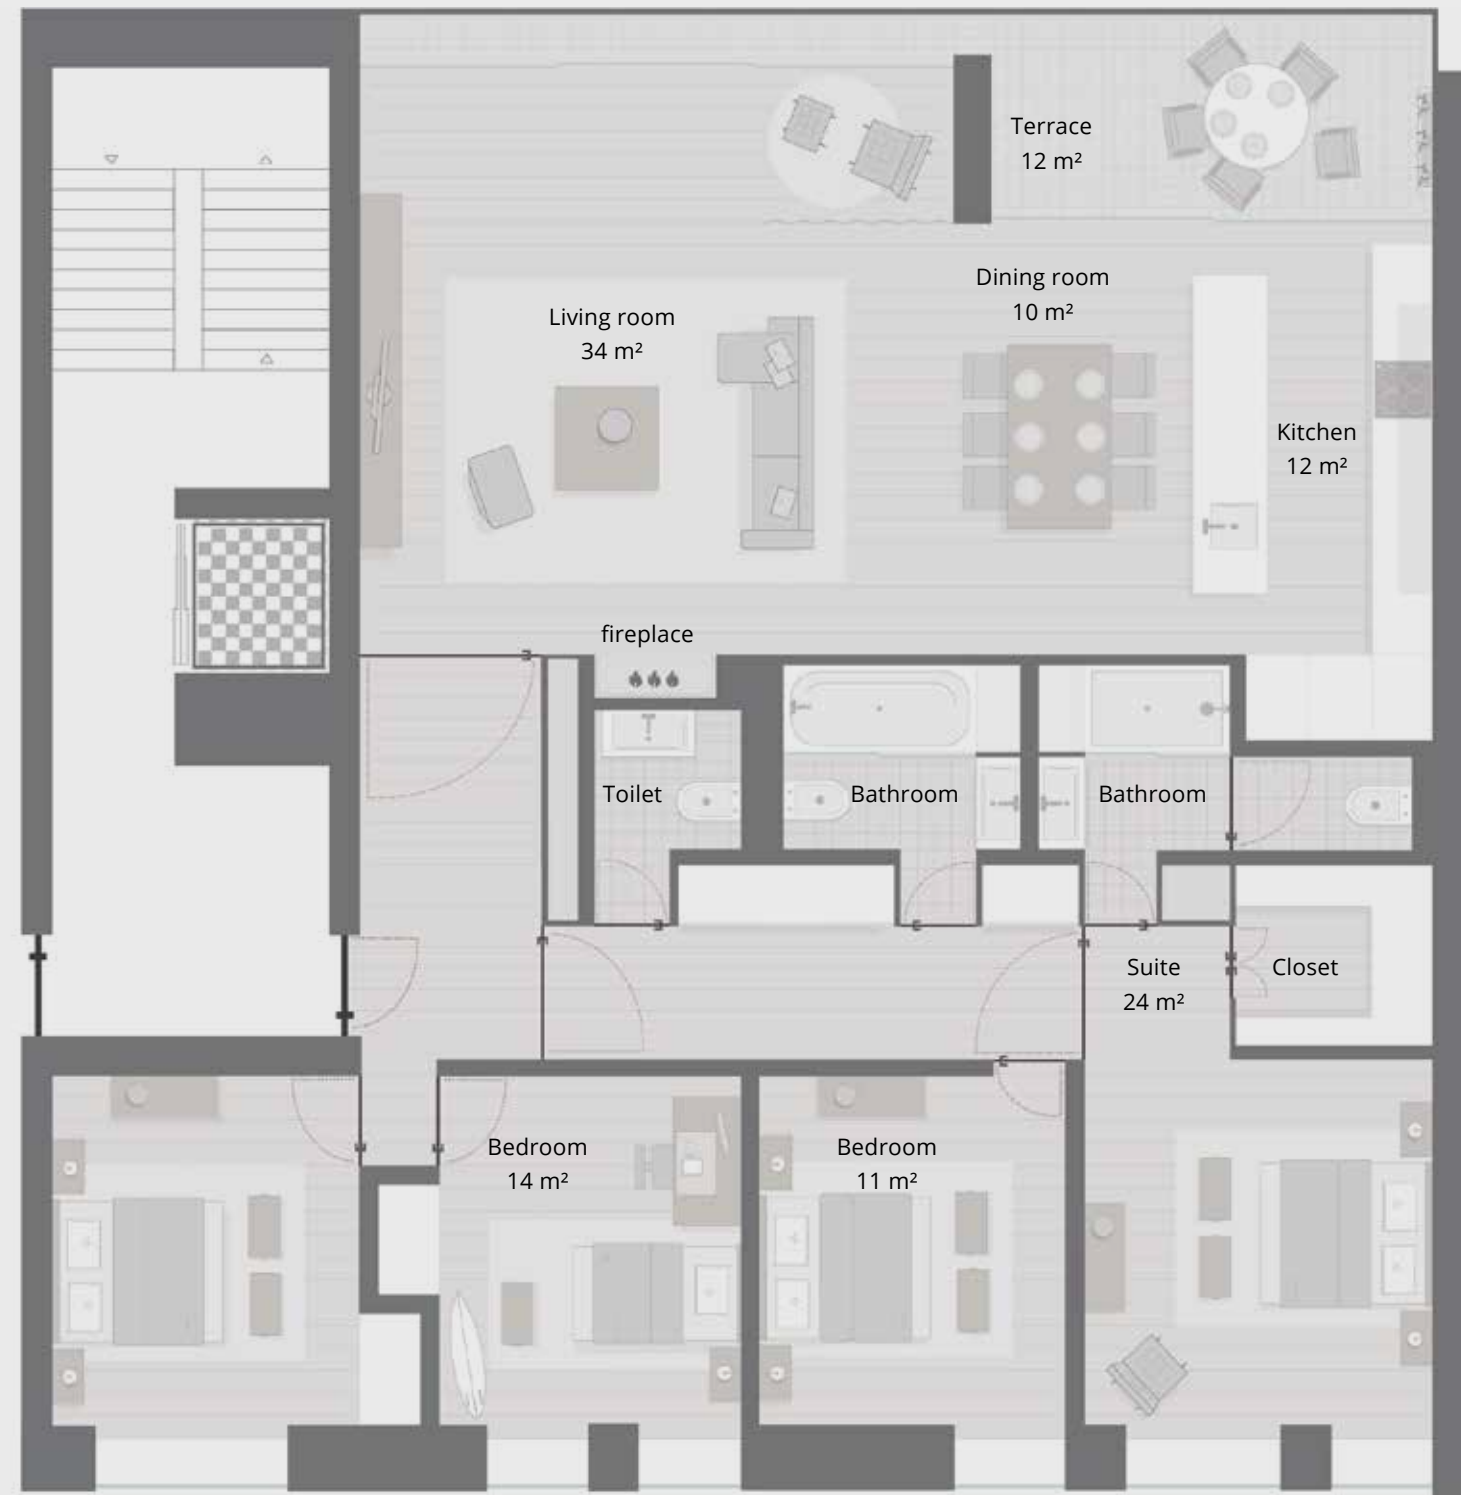 Terrace
12 m²
Dining room
10 m²
Living room
34 m²
Kitchen
12 m²
fireplace
Toilet
Bathroom
Bathroom
Suite
24 m²
Closet
Bedroom
14 m²
Bedroom
11 m²